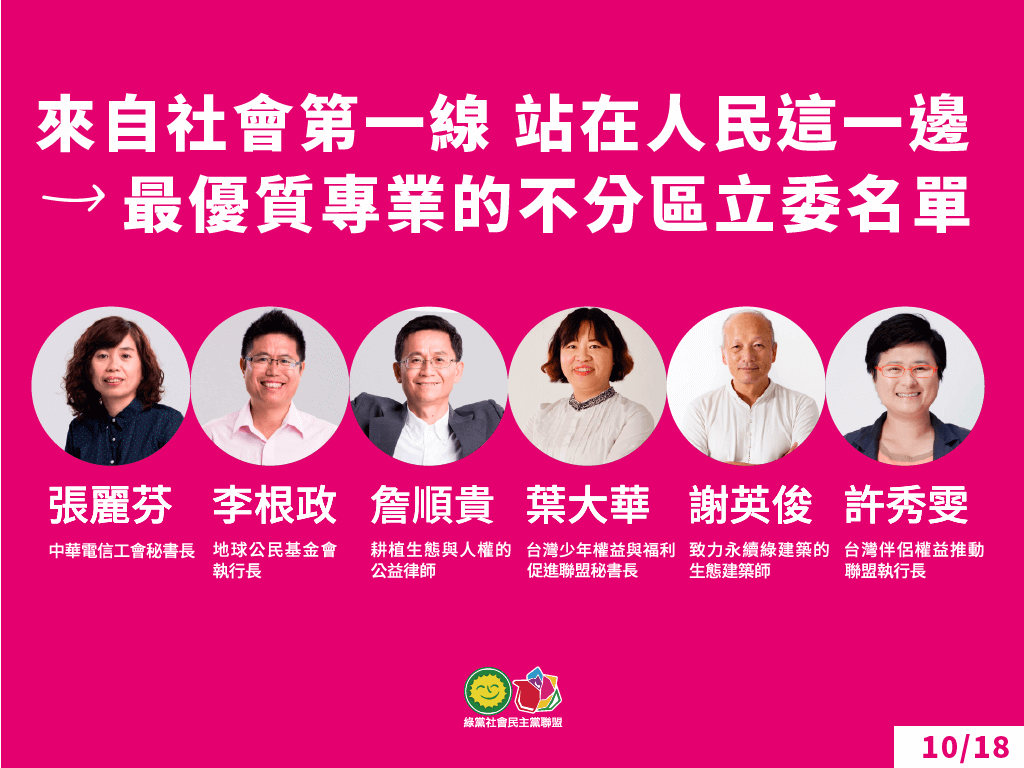 來自社會第一線 站在人民這一邊
最優質專業的不分區立委名單
張麗芬
李根政
詹順貴
葉大華
謝英俊
許秀雯
中華電信工會秘書長
地球公民基金會
執行長
耕植生態與人權的
公益律師
台灣少年權益與福利
促進聯盟秘書長
致力永續綠建築的
生態建築師
台灣伴侶權益推動
聯盟執行長
綠黨社會民主黨聯盟
10/18